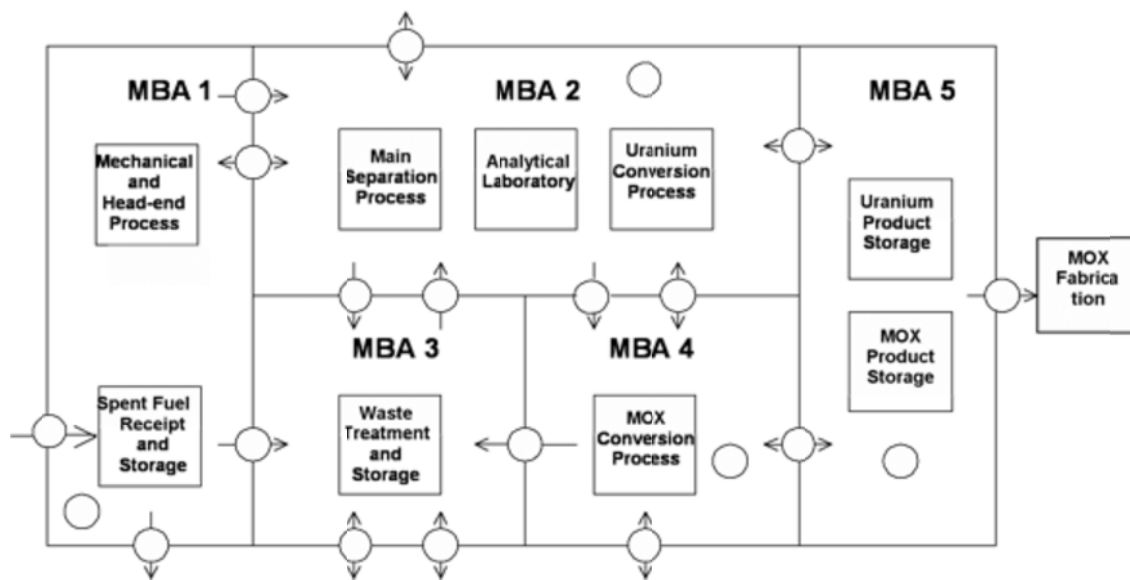 MBA 1
MBA 2
MBA 5
Mechanical
and
Head-end
Process
Main
Separation
Process
Analytical
Laboratory
Uranium
Conversion
Process
Uranium
Product
Storage
MOX
Fabrica
tion
MBA 3
MBA 4
MOX
Product
Storage
Spent Fuel
Receipt
and
Storage
Waste
Treatment
and
Storage
MOX
Conversion
Process